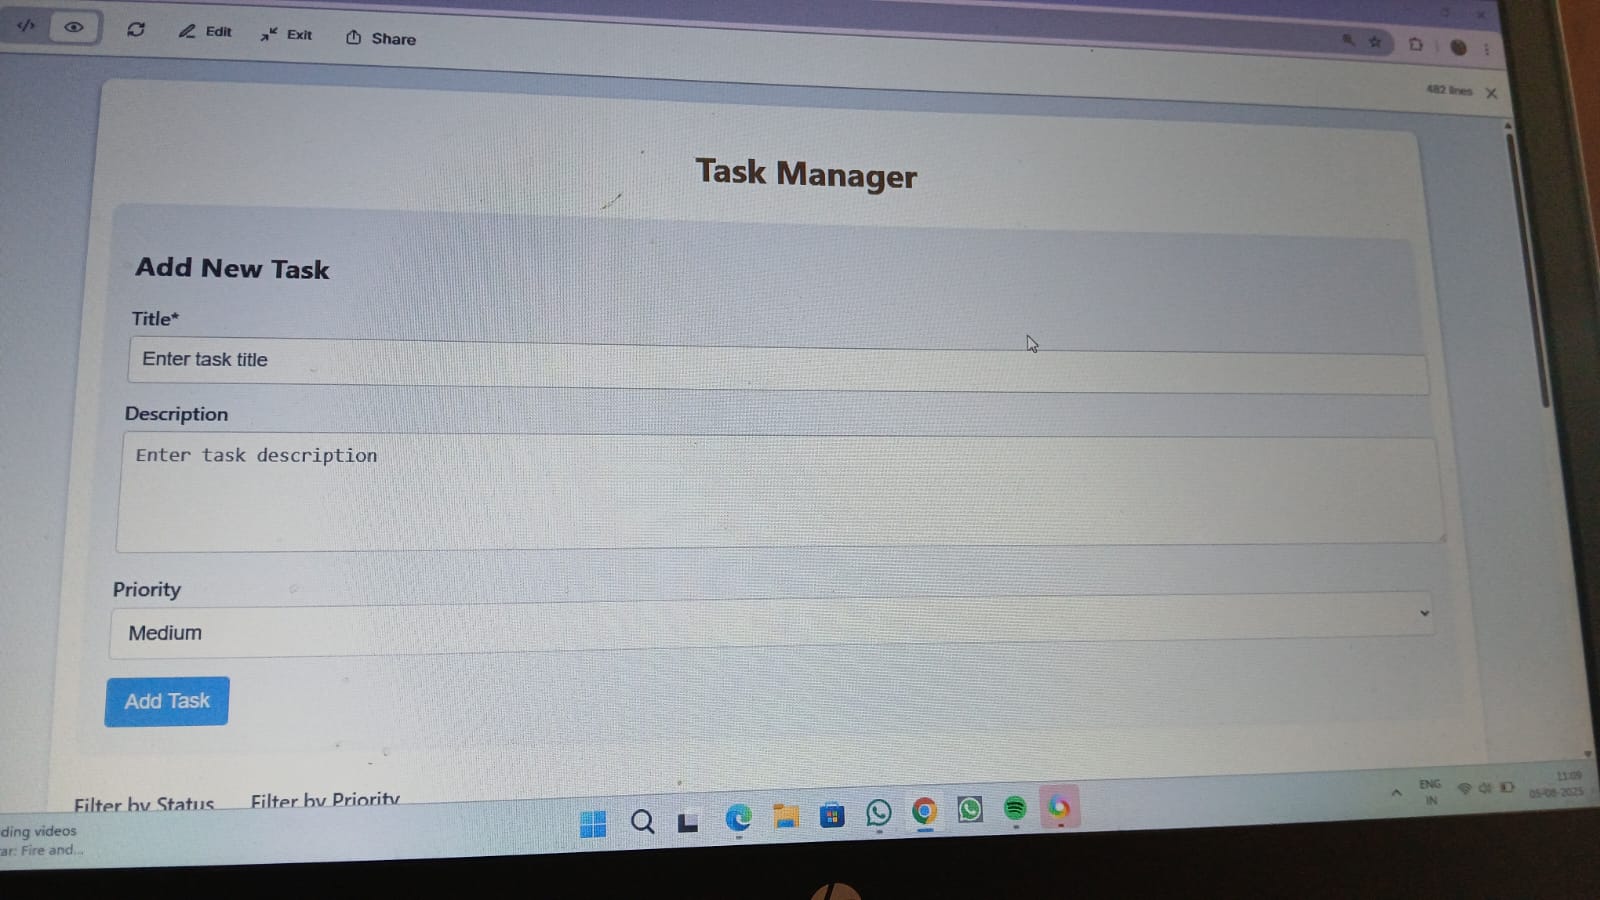 </> Edit Exit Share
482 lines
Task Manager
Add New Task
Title*
Enter task title
Description
Enter task description
Priority
Medium
Add Task
Filter by Status Filter by Priority
ding videos
ar: Fire and...
ENG
IN
11:09
05-08-2025